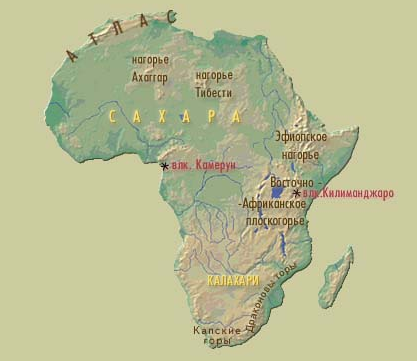 АТЛАС
нагорье
Ахаггар
нагорье
Тибести
САХАРА
Эфиопское
нагорье
влк. Камерун
Восточно -
влк.Килиманджаро
-Африканское
плоскогорье
КАЛАХАРИ
Драконовы горы
Капские
горы